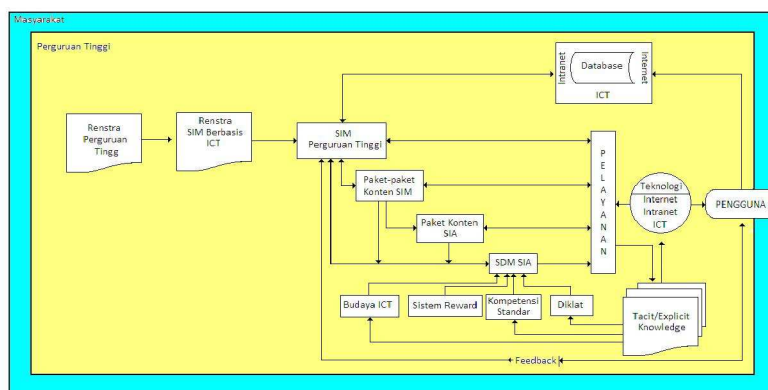 Masyarakat
Perguruan Tinggi
Intranet
Database
Internet
ICT
Renstra
Perguruan
Tingg
Renstra
SIM Berbasis
ICT
SIM
Perguruan Tinggi
PELAYANAN
Paket-paket
Konten SIM
Teknologi
Internet
Intranet
ICT
PENGGUNA
Paket Konten
SIA
SDM SIA
Budaya ICT
Sistem Reward
Kompetensi
Standar
Diklat
Tacit/Explicit
Knowledge
Feedback